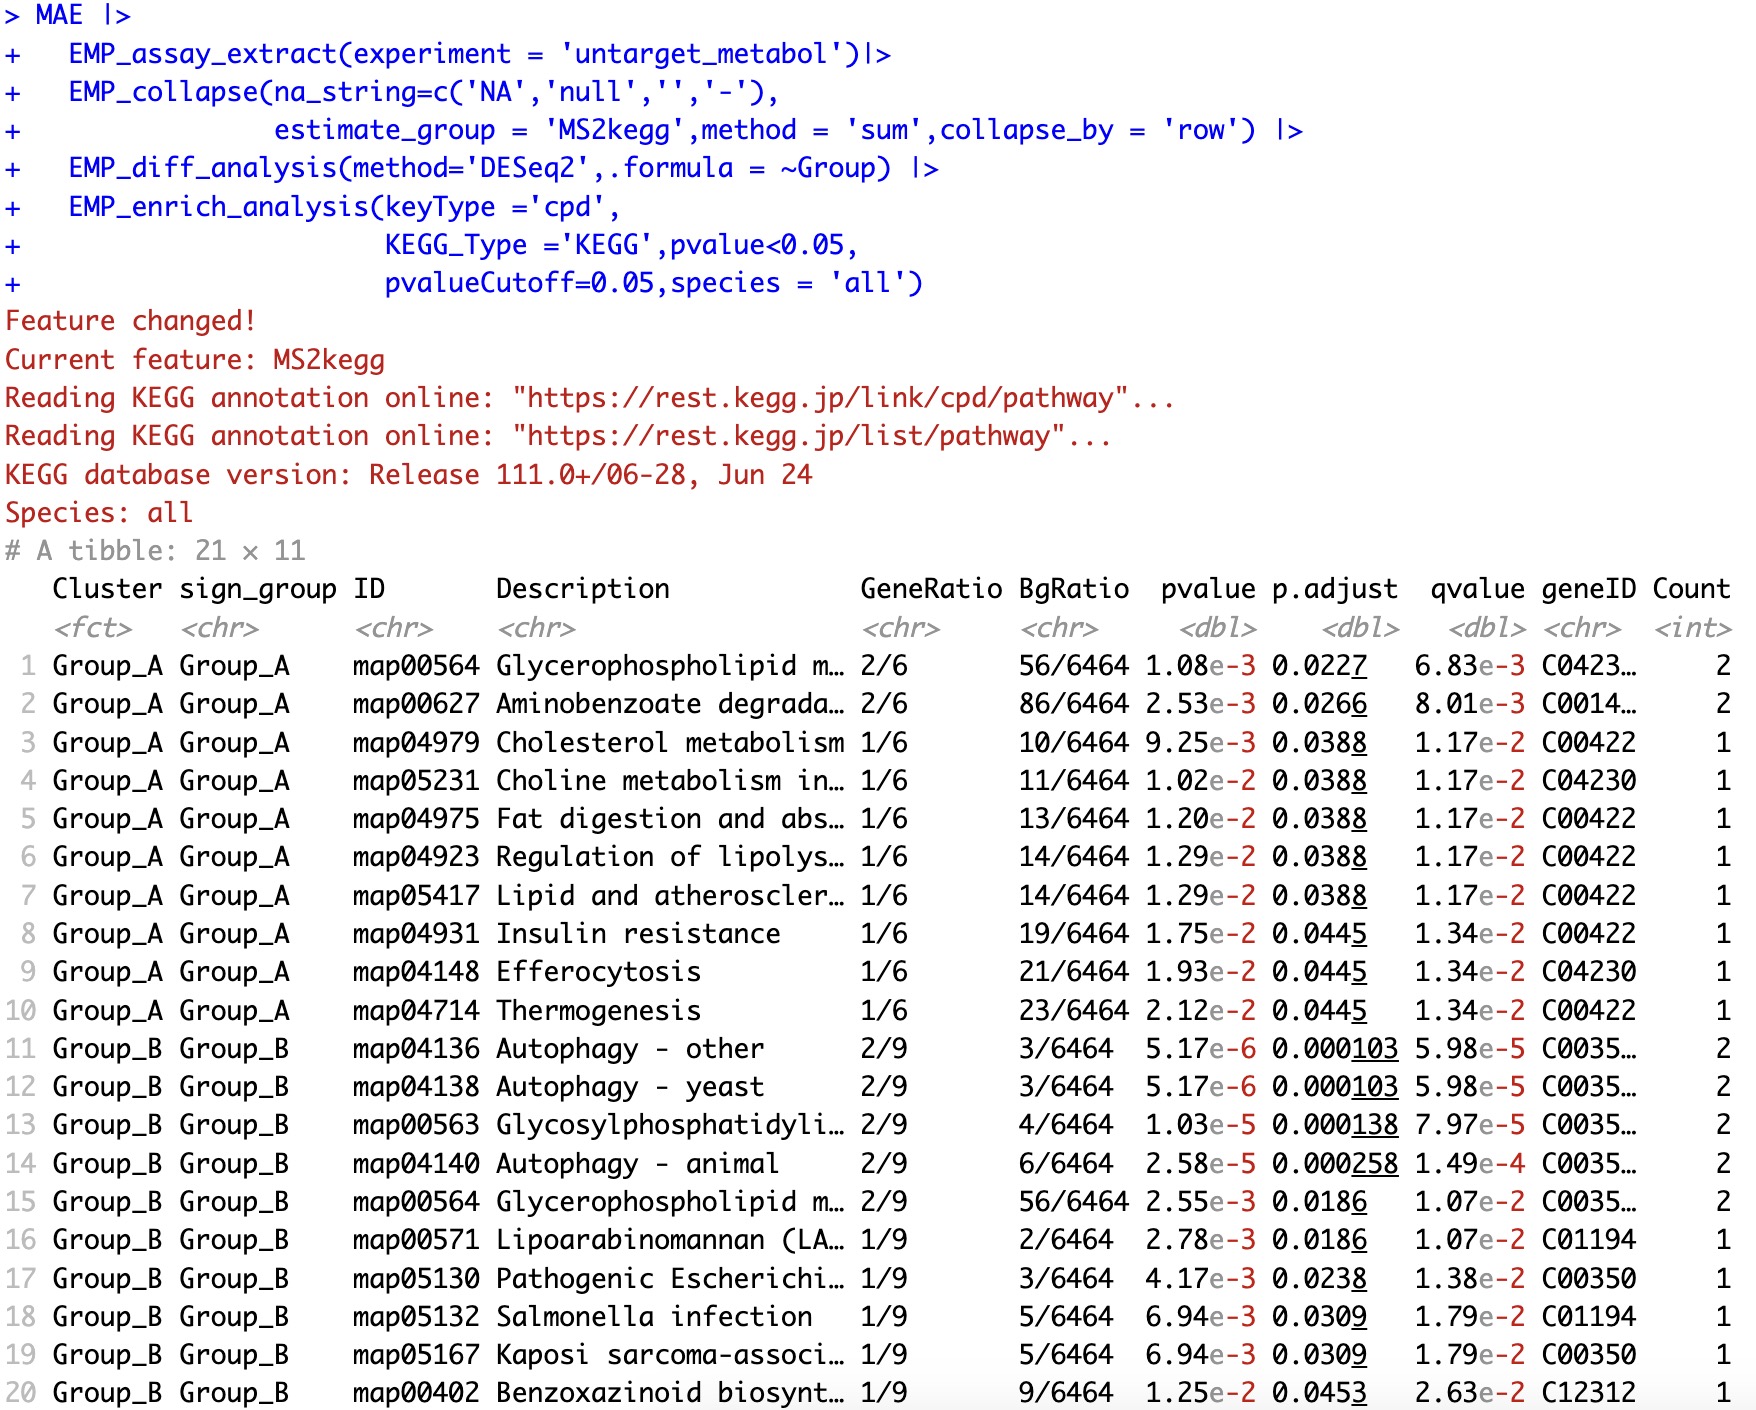 > MAE |>
+   EMP_assay_extract(experiment = 'untarget_metabol')|>
+   EMP_collapse(na_string=c('NA','null','','-'),
+                estimate_group = 'MS2kegg',method = 'sum',collapse_by = 'row') |>
+   EMP_diff_analysis(method='DESeq2',.formula = ~Group) |>
+   EMP_enrich_analysis(keyType ='cpd',
+                       KEGG_Type ='KEGG',pvalue<0.05,
+                       pvalueCutoff=0.05,species = 'all')
Feature changed!
Current feature: MS2kegg
Reading KEGG annotation online: "https://rest.kegg.jp/link/cpd/pathway"...
Reading KEGG annotation online: "https://rest.kegg.jp/list/pathway"...
KEGG database version: Release 111.0+/06-28, Jun 24
Species: all
# A tibble: 21 × 11
   Cluster sign_group ID       Description            GeneRatio BgRatio  pvalue p.adjust  qvalue geneID Count
   <fct>   <chr>      <chr>    <chr>                  <chr>     <chr>     <dbl>    <dbl>   <dbl> <chr>  <int>
 1 Group_A Group_A    map00564 Glycerophospholipid m… 2/6       56/6464 1.08e-3 0.0227   6.83e-3 C0423…     2
 2 Group_A Group_A    map00627 Aminobenzoate degrada… 2/6       86/6464 2.53e-3 0.0266   8.01e-3 C0014…     2
 3 Group_A Group_A    map04979 Cholesterol metabolism 1/6       10/6464 9.25e-3 0.0388   1.17e-2 C00422     1
 4 Group_A Group_A    map05231 Choline metabolism in… 1/6       11/6464 1.02e-2 0.0388   1.17e-2 C04230     1
 5 Group_A Group_A    map04975 Fat digestion and abs… 1/6       13/6464 1.20e-2 0.0388   1.17e-2 C00422     1
 6 Group_A Group_A    map04923 Regulation of lipolys… 1/6       14/6464 1.29e-2 0.0388   1.17e-2 C00422     1
 7 Group_A Group_A    map05417 Lipid and atheroscler… 1/6       14/6464 1.29e-2 0.0388   1.17e-2 C00422     1
 8 Group_A Group_A    map04931 Insulin resistance     1/6       19/6464 1.75e-2 0.0445   1.34e-2 C00422     1
 9 Group_A Group_A    map04148 Efferocytosis          1/6       21/6464 1.93e-2 0.0445   1.34e-2 C04230     1
10 Group_A Group_A    map04714 Thermogenesis          1/6       23/6464 2.12e-2 0.0445   1.34e-2 C00422     1
11 Group_B Group_B    map04136 Autophagy - other      2/9       3/6464  5.17e-6 0.000103 5.98e-5 C0035…     2
12 Group_B Group_B    map04138 Autophagy - yeast      2/9       3/6464  5.17e-6 0.000103 5.98e-5 C0035…     2
13 Group_B Group_B    map00563 Glycosylphosphatidyli… 2/9       4/6464  1.03e-5 0.000138 7.97e-5 C0035…     2
14 Group_B Group_B    map04140 Autophagy - animal     2/9       6/6464  2.58e-5 0.000258 1.49e-4 C0035…     2
15 Group_B Group_B    map00564 Glycerophospholipid m… 2/9       56/6464 2.55e-3 0.0186   1.07e-2 C0035…     2
16 Group_B Group_B    map00571 Lipoarabinomannan (LA… 1/9       2/6464  2.78e-3 0.0186   1.07e-2 C01194     1
17 Group_B Group_B    map05130 Pathogenic Escherichi… 1/9       3/6464  4.17e-3 0.0238   1.38e-2 C00350     1
18 Group_B Group_B    map05132 Salmonella infection   1/9       5/6464  6.94e-3 0.0309   1.79e-2 C01194     1
19 Group_B Group_B    map05167 Kaposi sarcoma-associ… 1/9       5/6464  6.94e-3 0.0309   1.79e-2 C00350     1
20 Group_B Group_B    map00402 Benzoxazinoid biosynt… 1/9       9/6464  1.25e-2 0.0453   2.63e-2 C12312     1